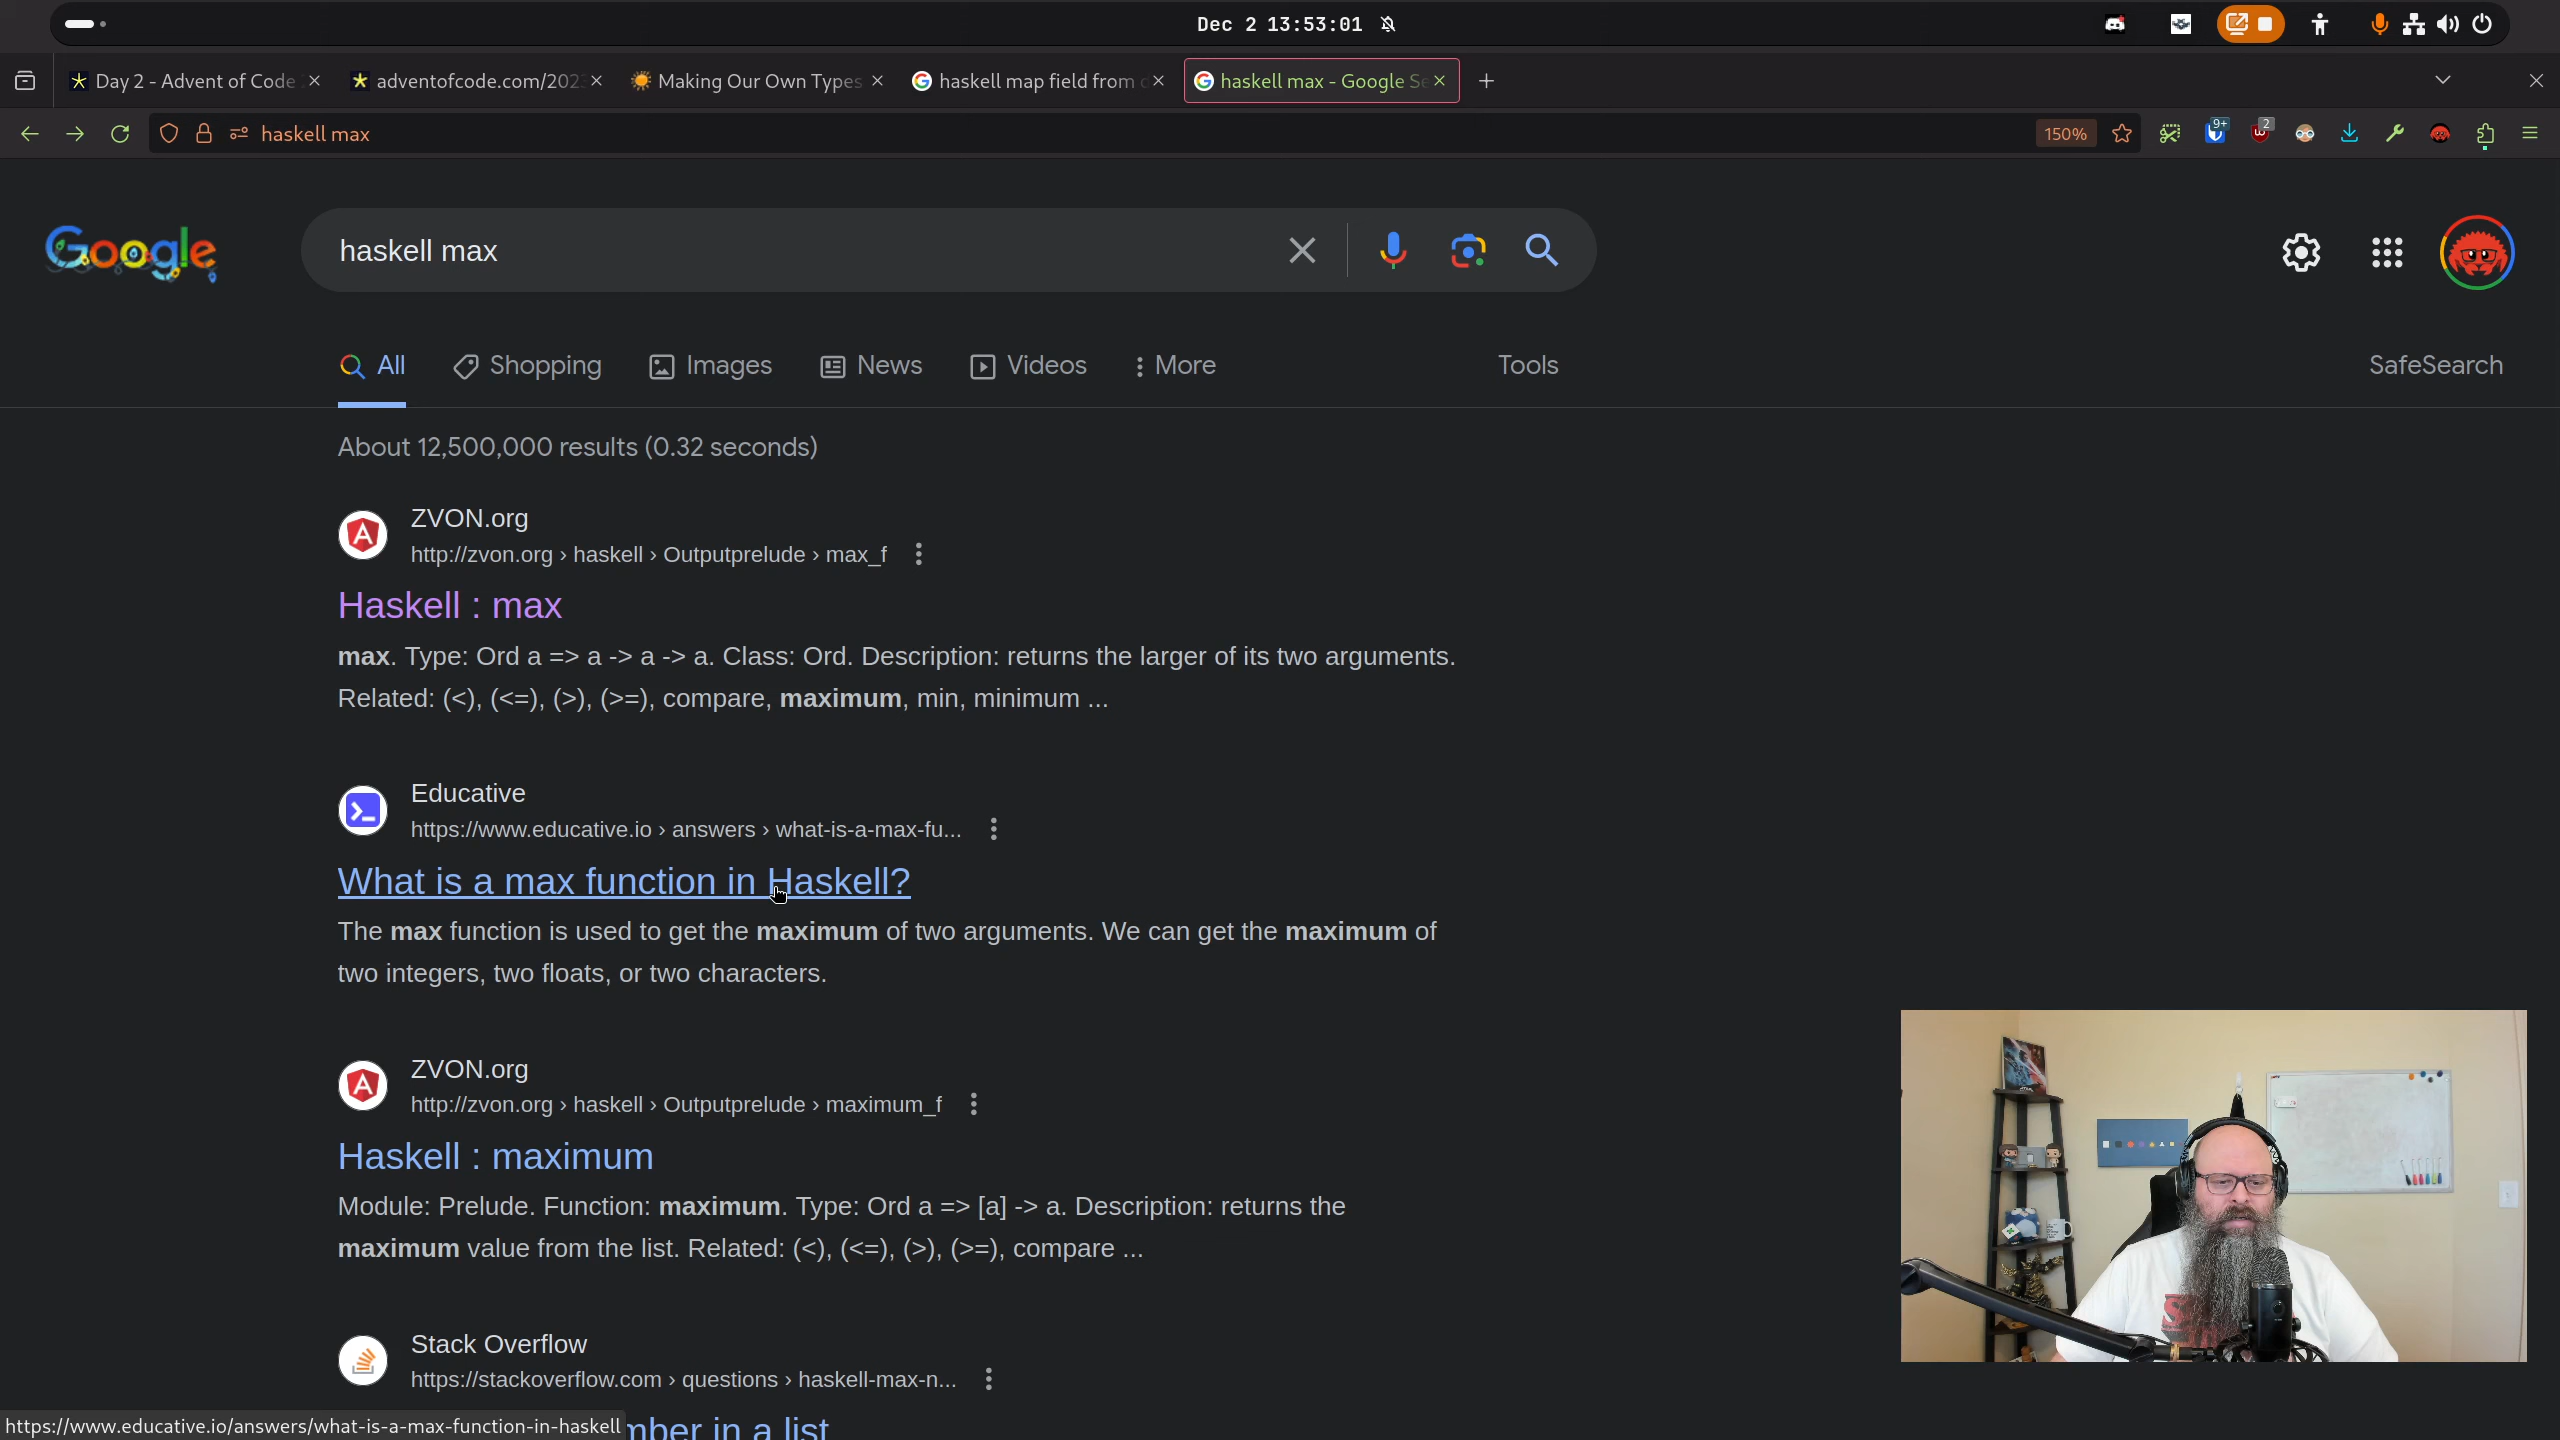 Dec 2 13:53:01
Day 2 - Advent of Code
adventofcode.com/202
Making Our Own Types
haskell map field from
haskell max - Google Se
haskell max
150%
9+
2
Google
haskell max
All
Shopping
Images
News
Videos
More
Tools
SafeSearch
About 12,500,000 results (0.32 seconds)
ZVON.org
http://zvon.org › haskell › Outputprelude › max_f
Haskell : max
max. Type: Ord a => a -> a -> a. Class: Ord. Description: returns the larger of its two arguments.
Related: (<), (<=), (>), (>=), compare, maximum, min, minimum ...
Educative
https://www.educative.io › answers › what-is-a-max-fu...
What is a max function in Haskell?
The max function is used to get the maximum of two arguments. We can get the maximum of
two integers, two floats, or two characters.
ZVON.org
http://zvon.org › haskell › Outputprelude › maximum_f
Haskell : maximum
Module: Prelude. Function: maximum. Type: Ord a => [a] -> a. Description: returns the
maximum value from the list. Related: (<), (<=), (>), (>=), compare ...
Stack Overflow
https://stackoverflow.com › questions › haskell-max-n...
mber in a list
https://www.educative.io/answers/what-is-a-max-function-in-haskell